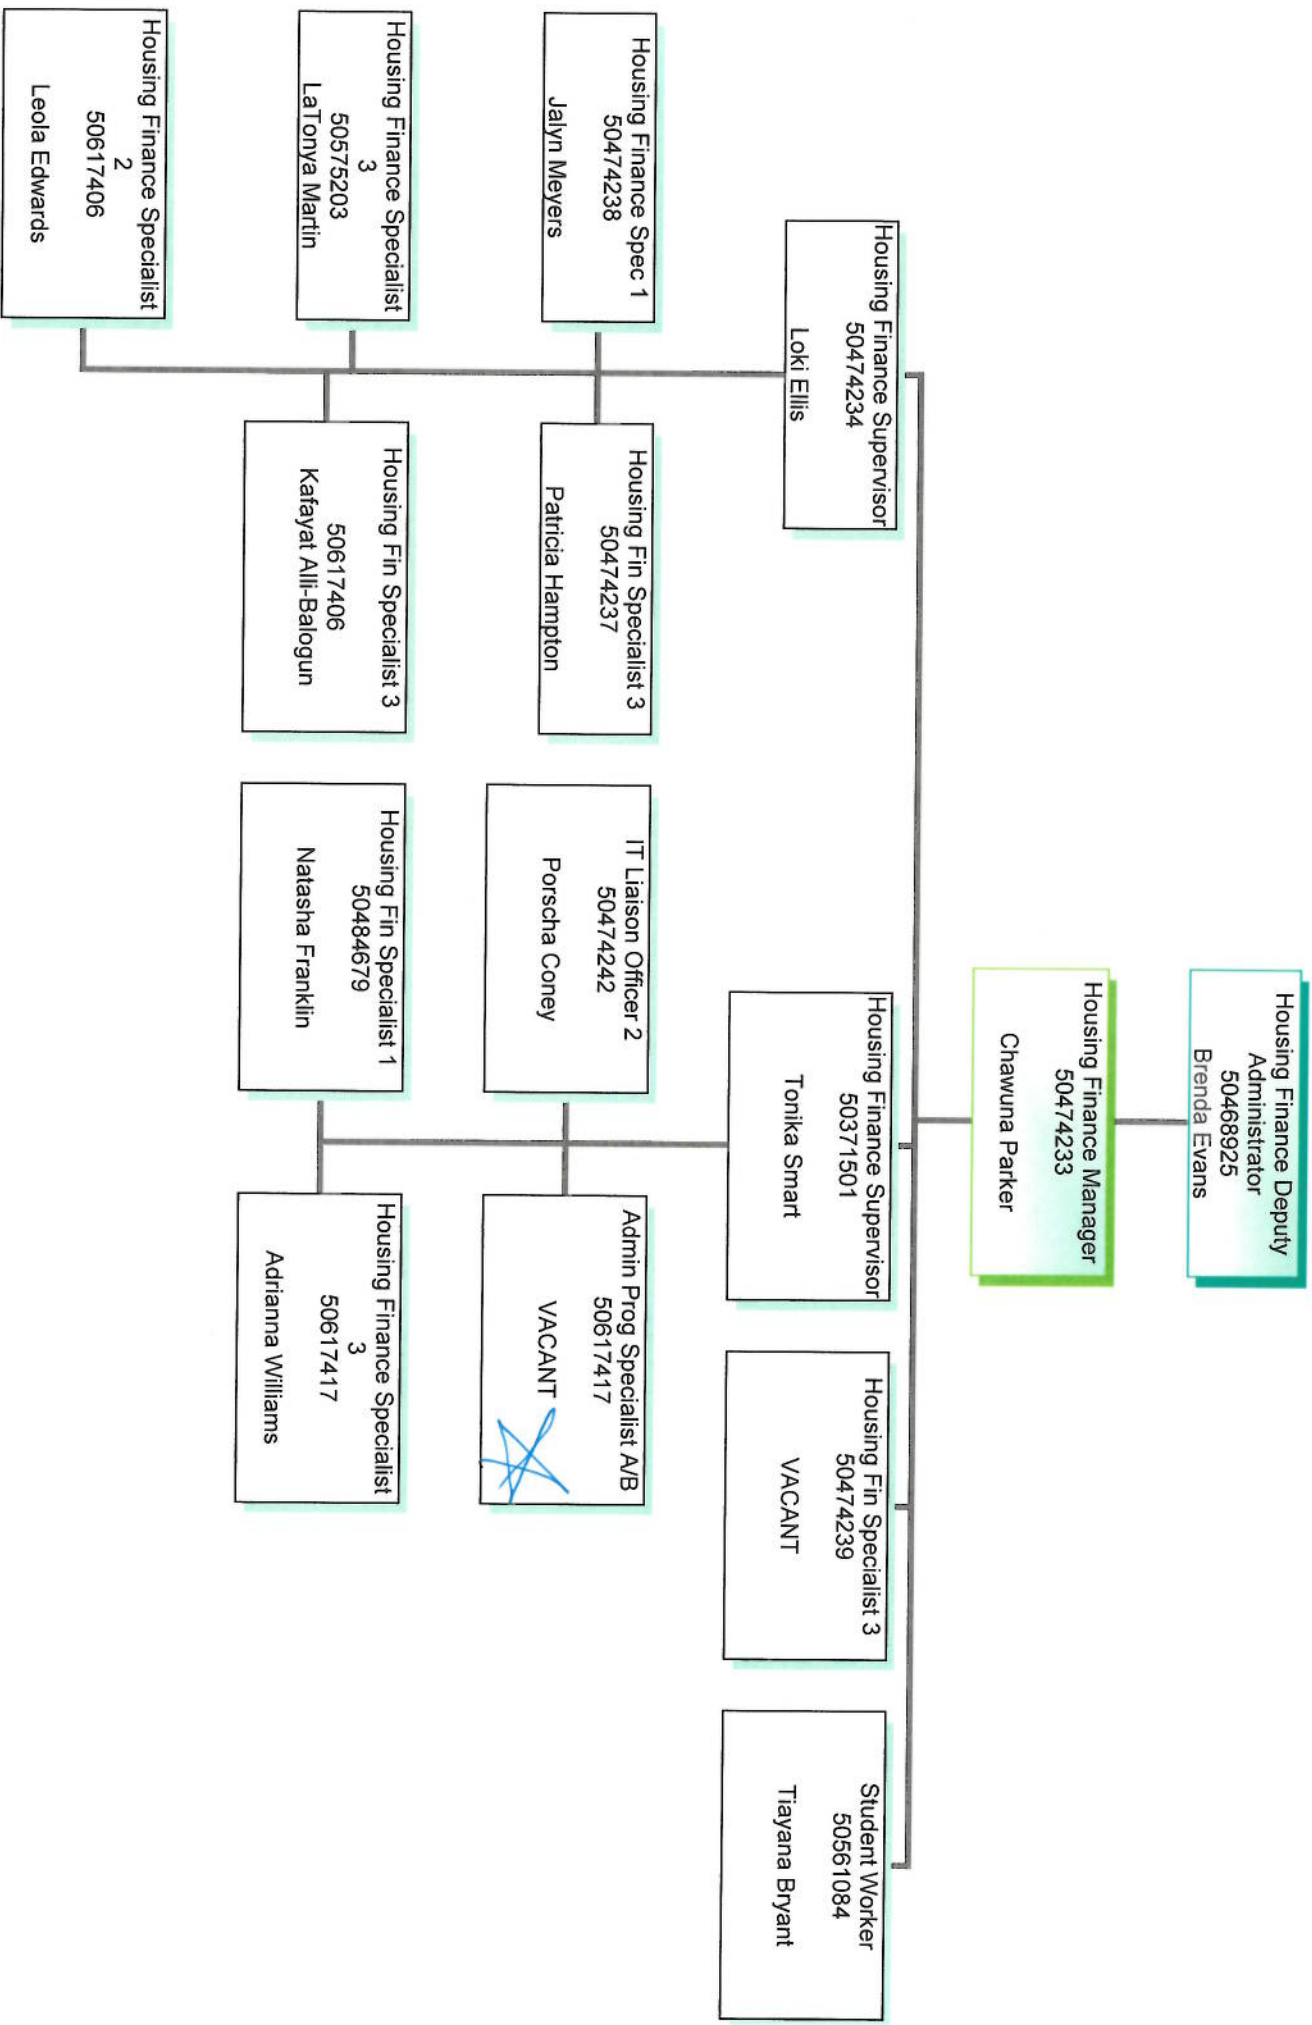 Housing Finance Deputy
Administrator
50468925
Brenda Evans
Housing Finance Manager
50474233
Chawuna Parker
Housing Finance Supervisor
50474234
Loki Ellis
Housing Finance Supervisor
50371501
Tonika Smart
Housing Fin Specialist 3
50474239
VACANT
Student Worker
50561084
Tiayana Bryant
Housing Finance Spec 1
50474238
Jalyn Meyers
Housing Fin Specialist 3
50474237
Patricia Hampton
IT Liaison Officer 2
50474242
Porscha Coney
Admin Prog Specialist A/B
50617417
VACANT
Housing Finance Specialist
3
50575203
LaTonya Martin
Housing Fin Specialist 3
50617406
Kafayat Alli-Balogun
Housing Fin Specialist 1
50484679
Natasha Franklin
Housing Finance Specialist
3
50617417
Adrianna Williams
Housing Finance Specialist
2
50617406
Leola Edwards